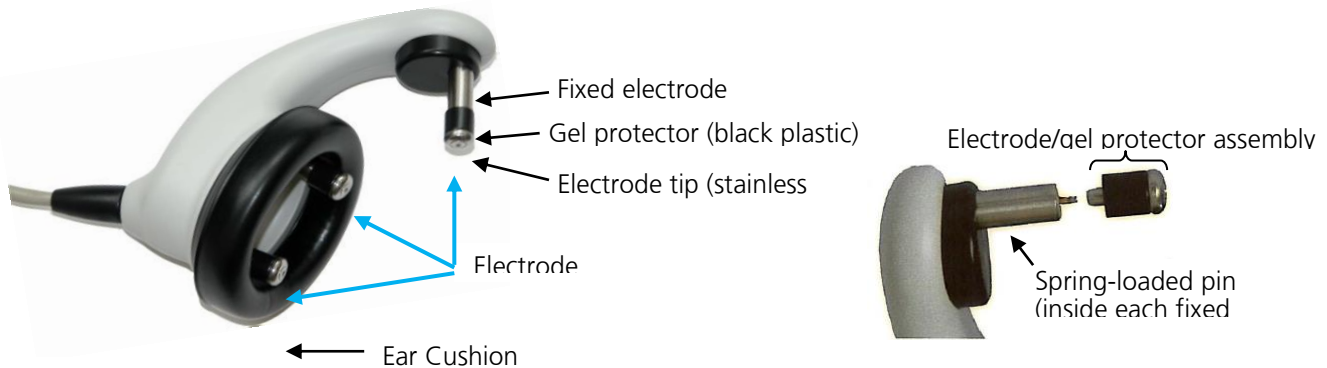 Fixed electrode
Gel protector (black plastic)
Electrode tip (stainless
Electrode
Ear Cushion
Electrode/gel protector assembly
Spring-loaded pin
(inside each fixed